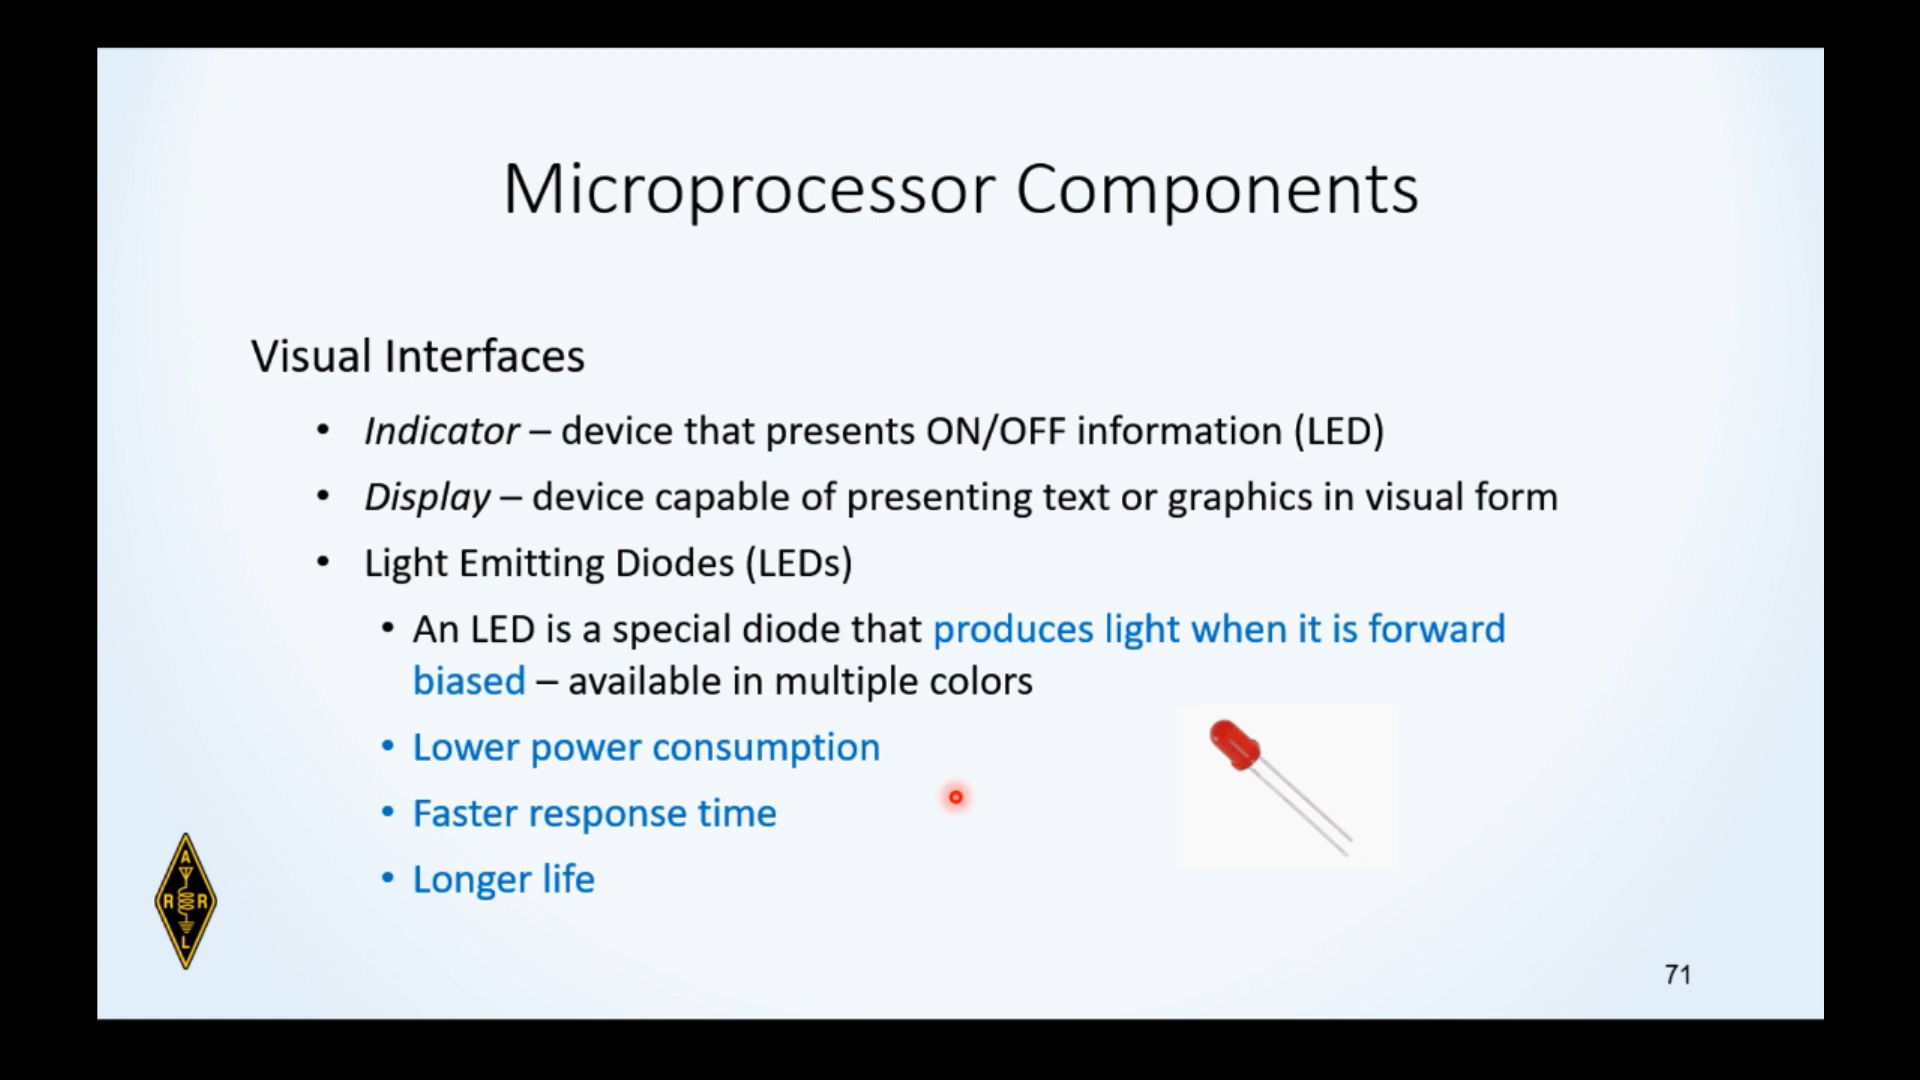 Microprocessor Components
Visual Interfaces
• Indicator – device that presents ON/OFF information (LED)
• Display – device capable of presenting text or graphics in visual form
• Light Emitting Diodes (LEDs)
• An LED is a special diode that produces light when it is forward
biased – available in multiple colors
• Lower power consumption
• Faster response time
• Longer life
A
R R
L
71